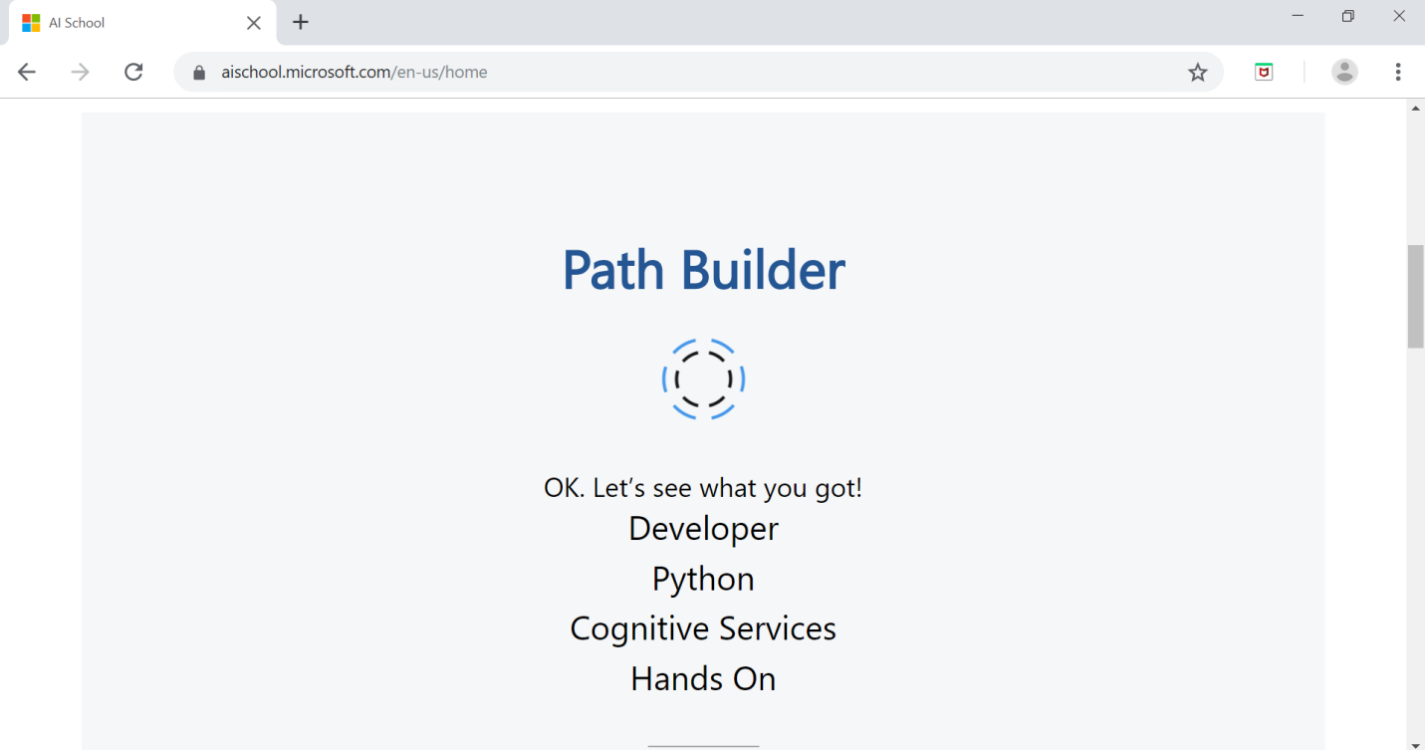 AI School
aischool.microsoft.com/en-us/home
Path Builder
OK. Let's see what you got!
Developer
Python
Cognitive Services
Hands On